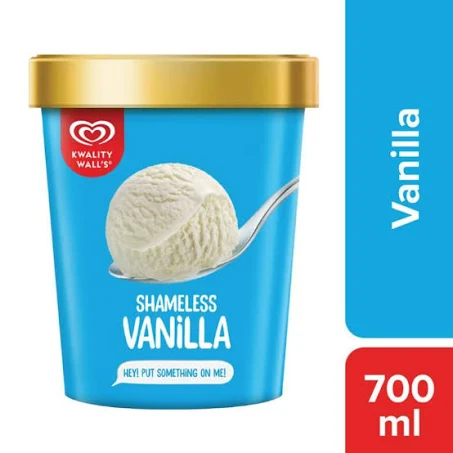 KWALITY
WALL'S®
SHAMELESS
VANiLLA
HEY! PUT SOMETHING ON ME!
Vanilla
700
ml